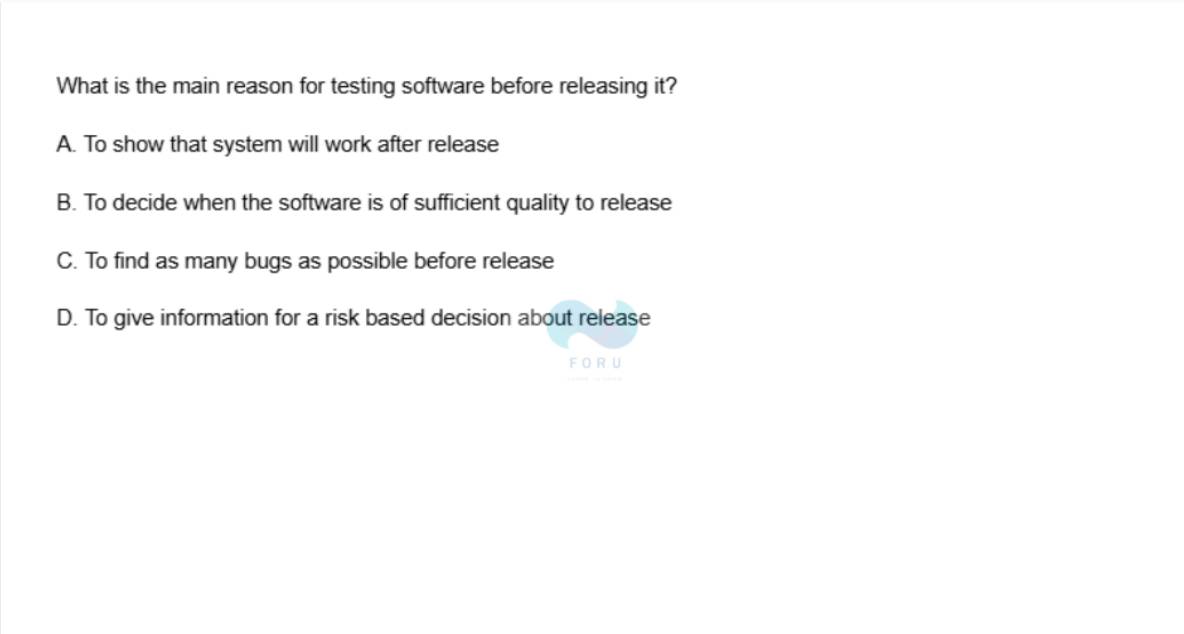 What is the main reason for testing software before releasing it?
A. To show that system will work after release
B. To decide when the software is of sufficient quality to release
C. To find as many bugs as possible before release
D. To give information for a risk based decision about release
FORU